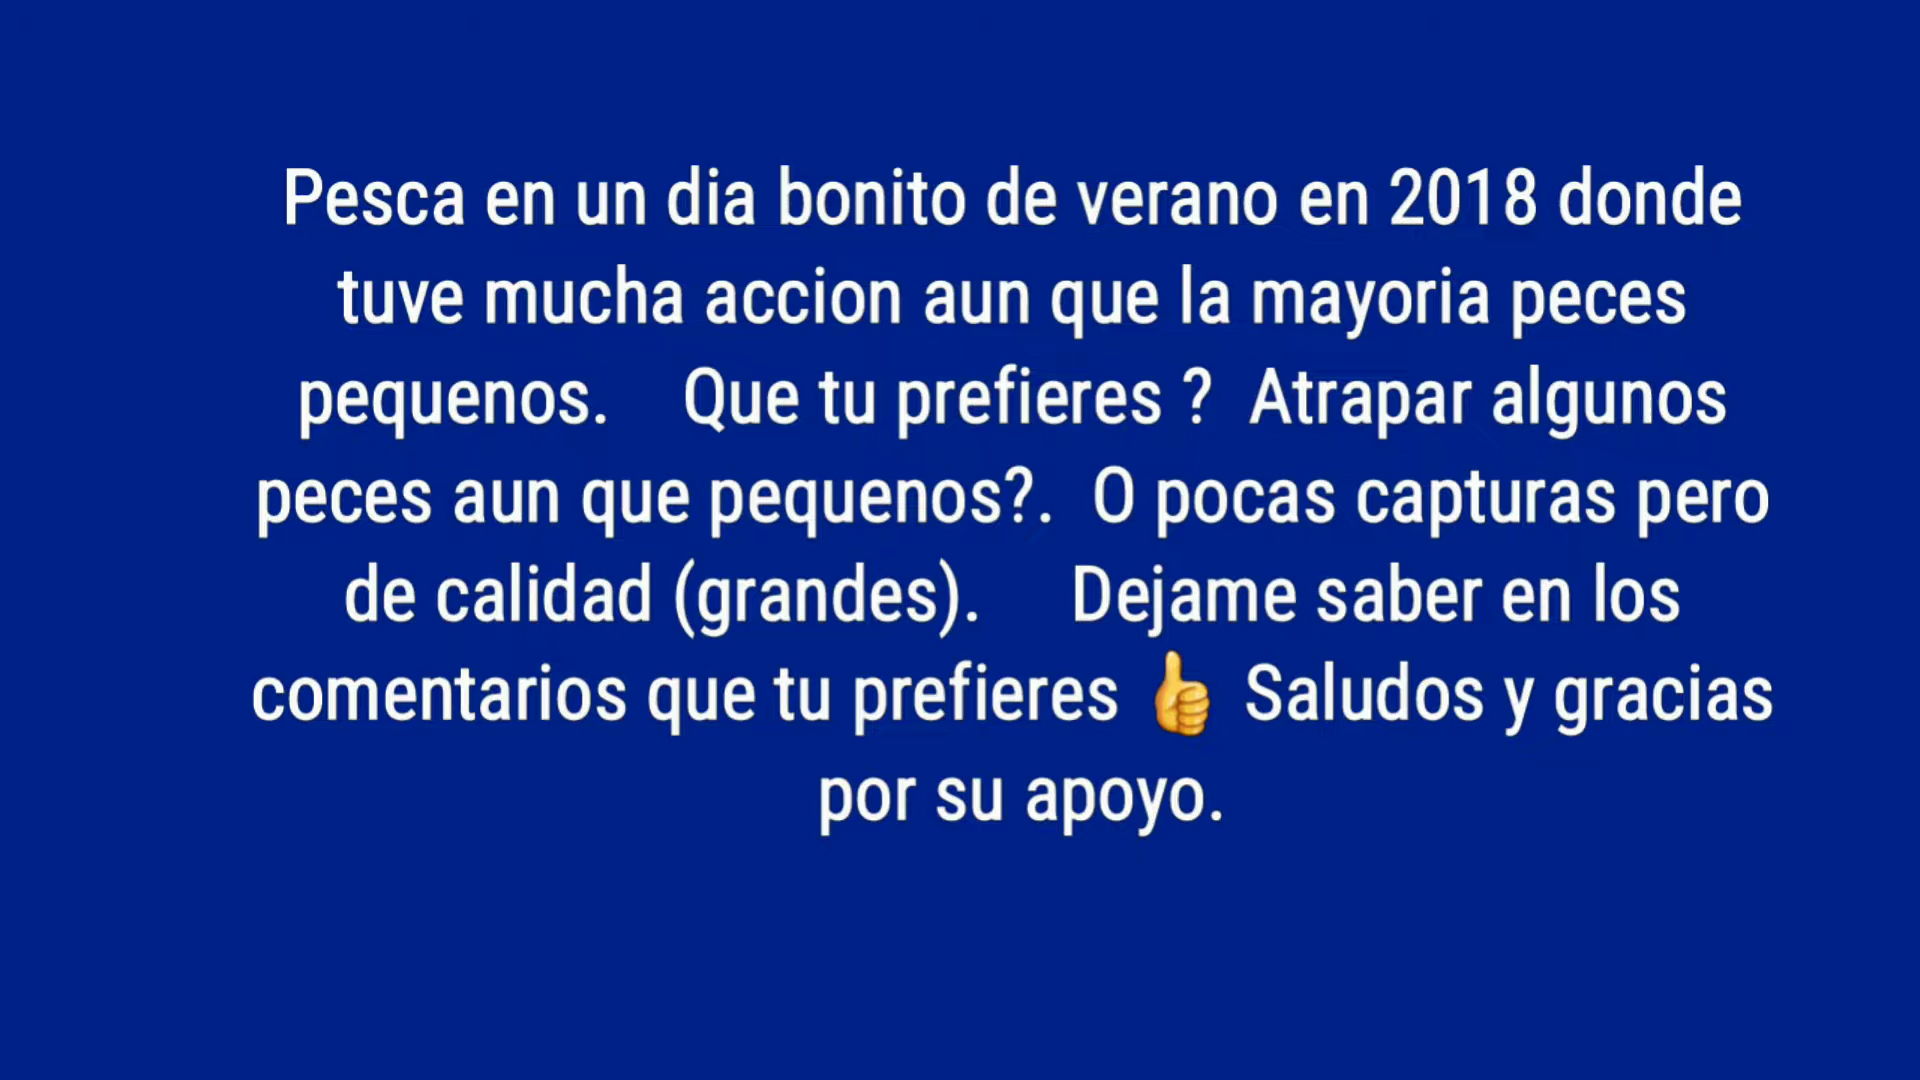 Pesca en un dia bonito de verano en 2018 donde
tuve mucha accion aun que la mayoria peces
pequenos. Que tu prefieres ? Atrapar algunos
peces aun que pequenos?. O pocas capturas pero
de calidad (grandes). Dejame saber en los
comentarios que tu prefieres 👍 Saludos y gracias
por su apoyo.